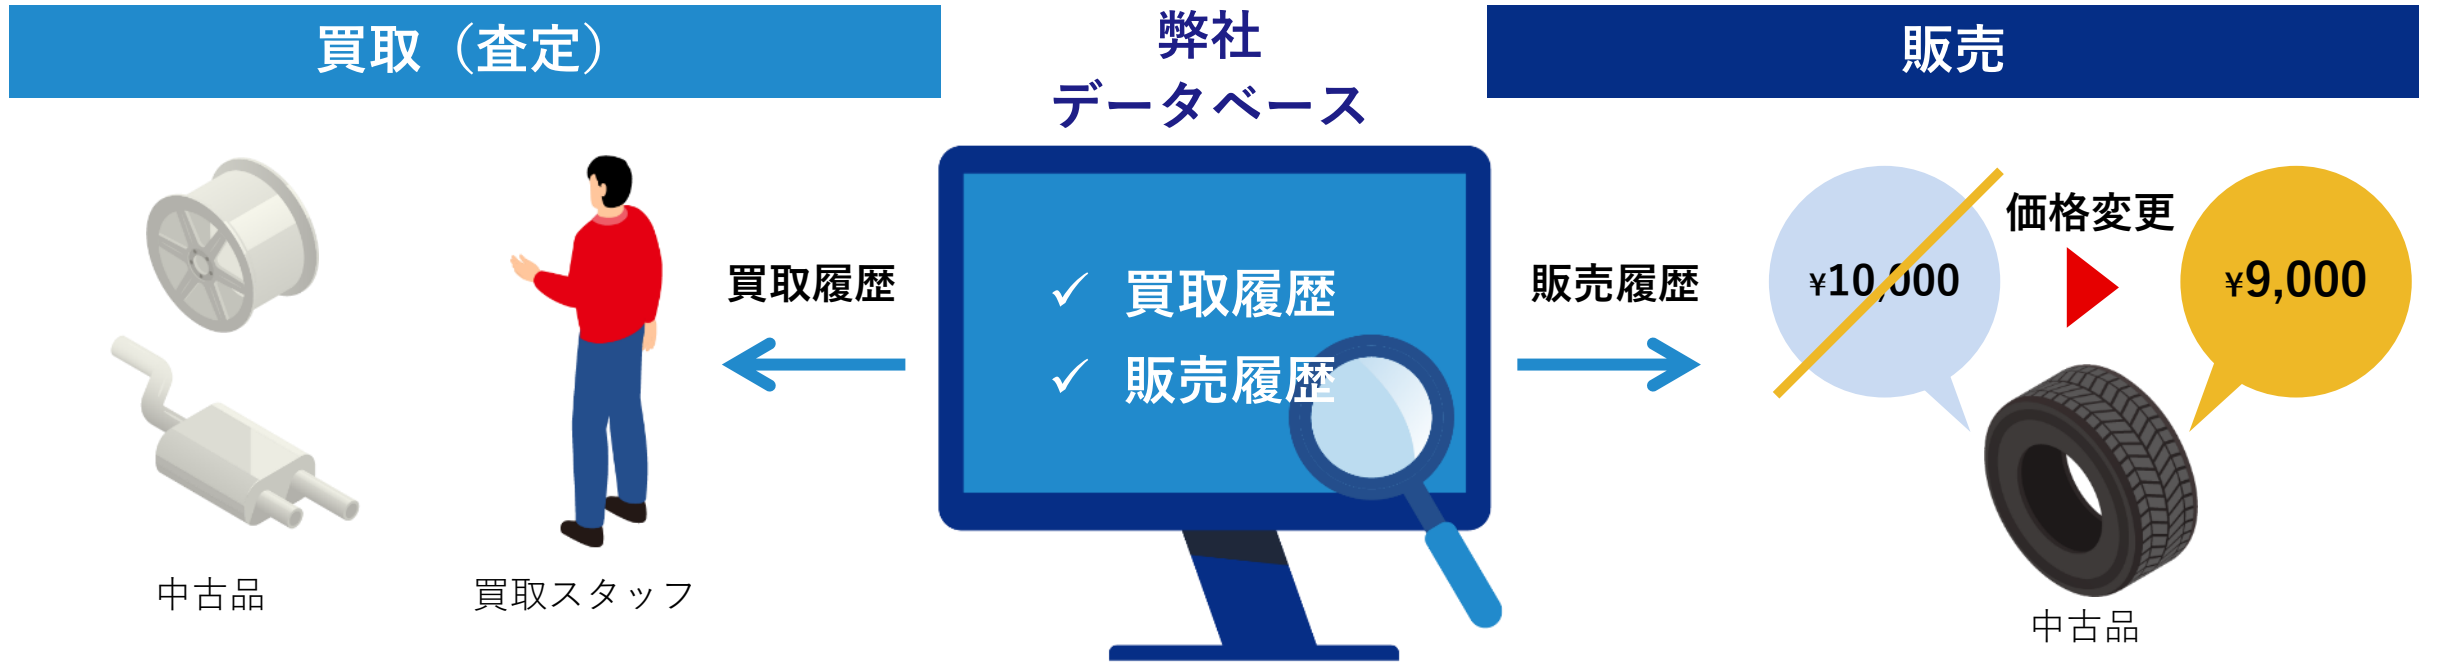 買取（査定）
中古品
買取スタッフ
買取履歴
弊社
データベース
✓ 買取履歴
✓ 販売履歴
販売
販売履歴
¥10,000
価格変更
¥9,000
中古品